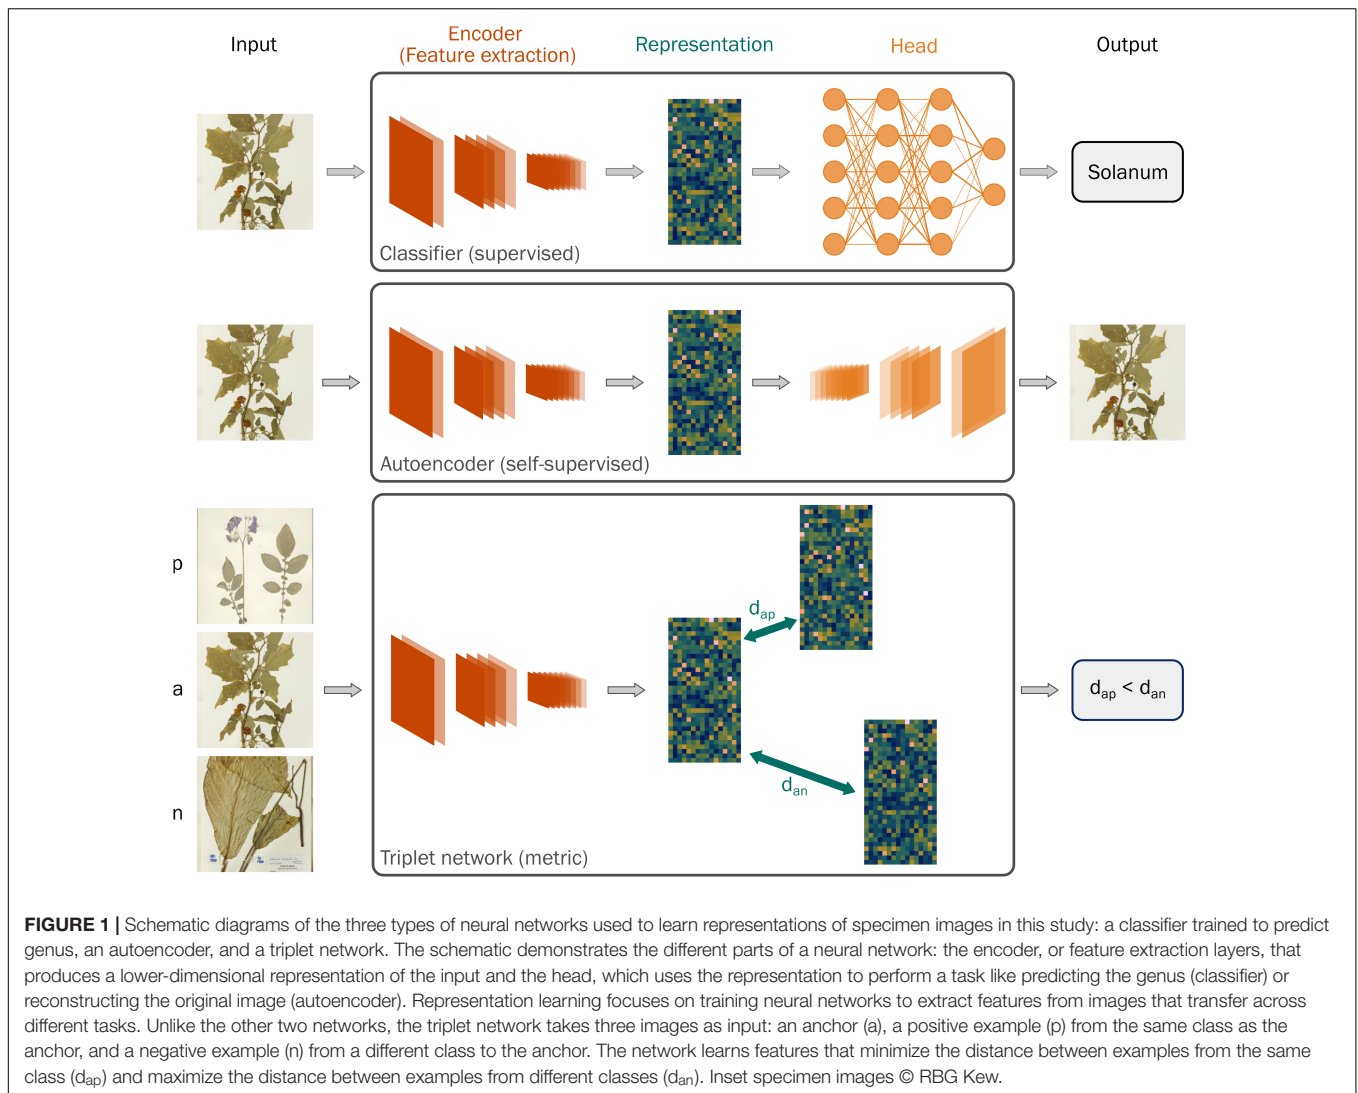 Input
Encoder
(Feature extraction)
Representation
Head
Output
Classifier (supervised)
Solanum
Autoencoder (self-supervised)
p
a
n
d_ap
d_an
Triplet network (metric)
d_ap < d_an
FIGURE 1 | Schematic diagrams of the three types of neural networks used to learn representations of specimen images in this study: a classifier trained to predict
genus, an autoencoder, and a triplet network. The schematic demonstrates the different parts of a neural network: the encoder, or feature extraction layers, that
produces a lower-dimensional representation of the input and the head, which uses the representation to perform a task like predicting the genus (classifier) or
reconstructing the original image (autoencoder). Representation learning focuses on training neural networks to extract features from images that transfer across
different tasks. Unlike the other two networks, the triplet network takes three images as input: an anchor (a), a positive example (p) from the same class as the
anchor, and a negative example (n) from a different class to the anchor. The network learns features that minimize the distance between examples from the same
class (d_ap) and maximize the distance between examples from different classes (d_an). Inset specimen images © RBG Kew.